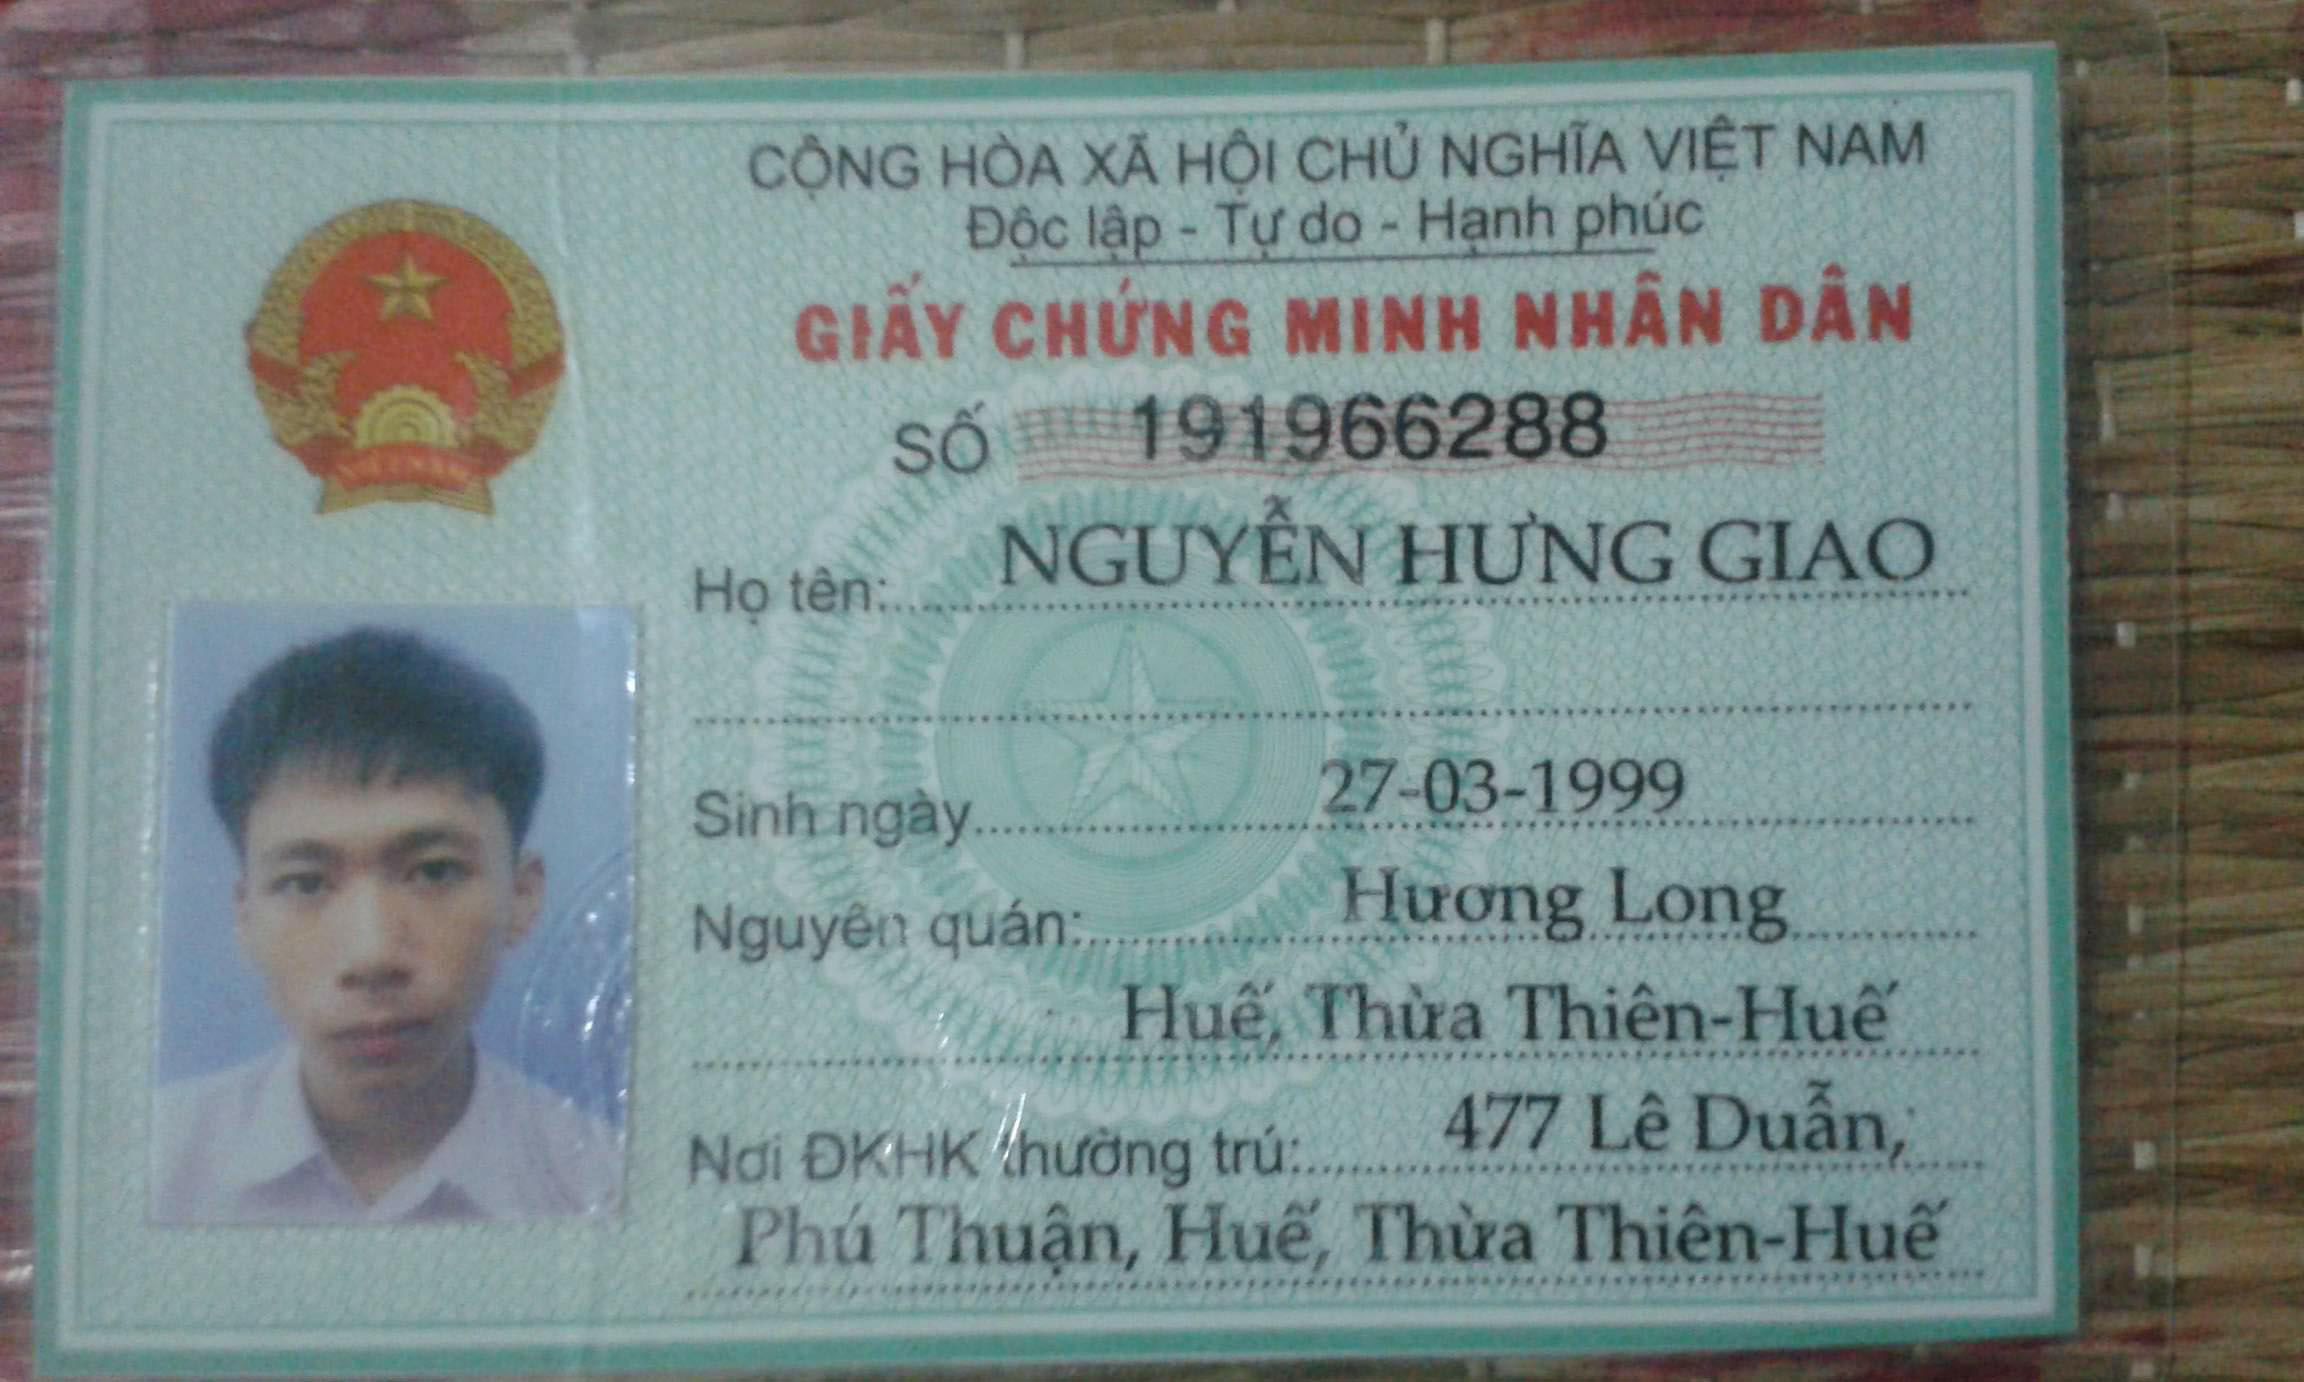 CỘNG HÒA XÃ HỘI CHỦ NGHĨA VIỆT NAM
Độc lập - Tự do - Hạnh phúc
GIẤY CHỨNG MINH NHÂN DÂN
SỐ 191966288
Họ tên: NGUYỄN HƯNG GIAO
Sinh ngày 27-03-1999
Nguyên quán: Hương Long
Huế, Thừa Thiên-Huế
Nơi ĐKHK thường trú: 477 Lê Duẫn,
Phú Thuận, Huế, Thừa Thiên-Huế